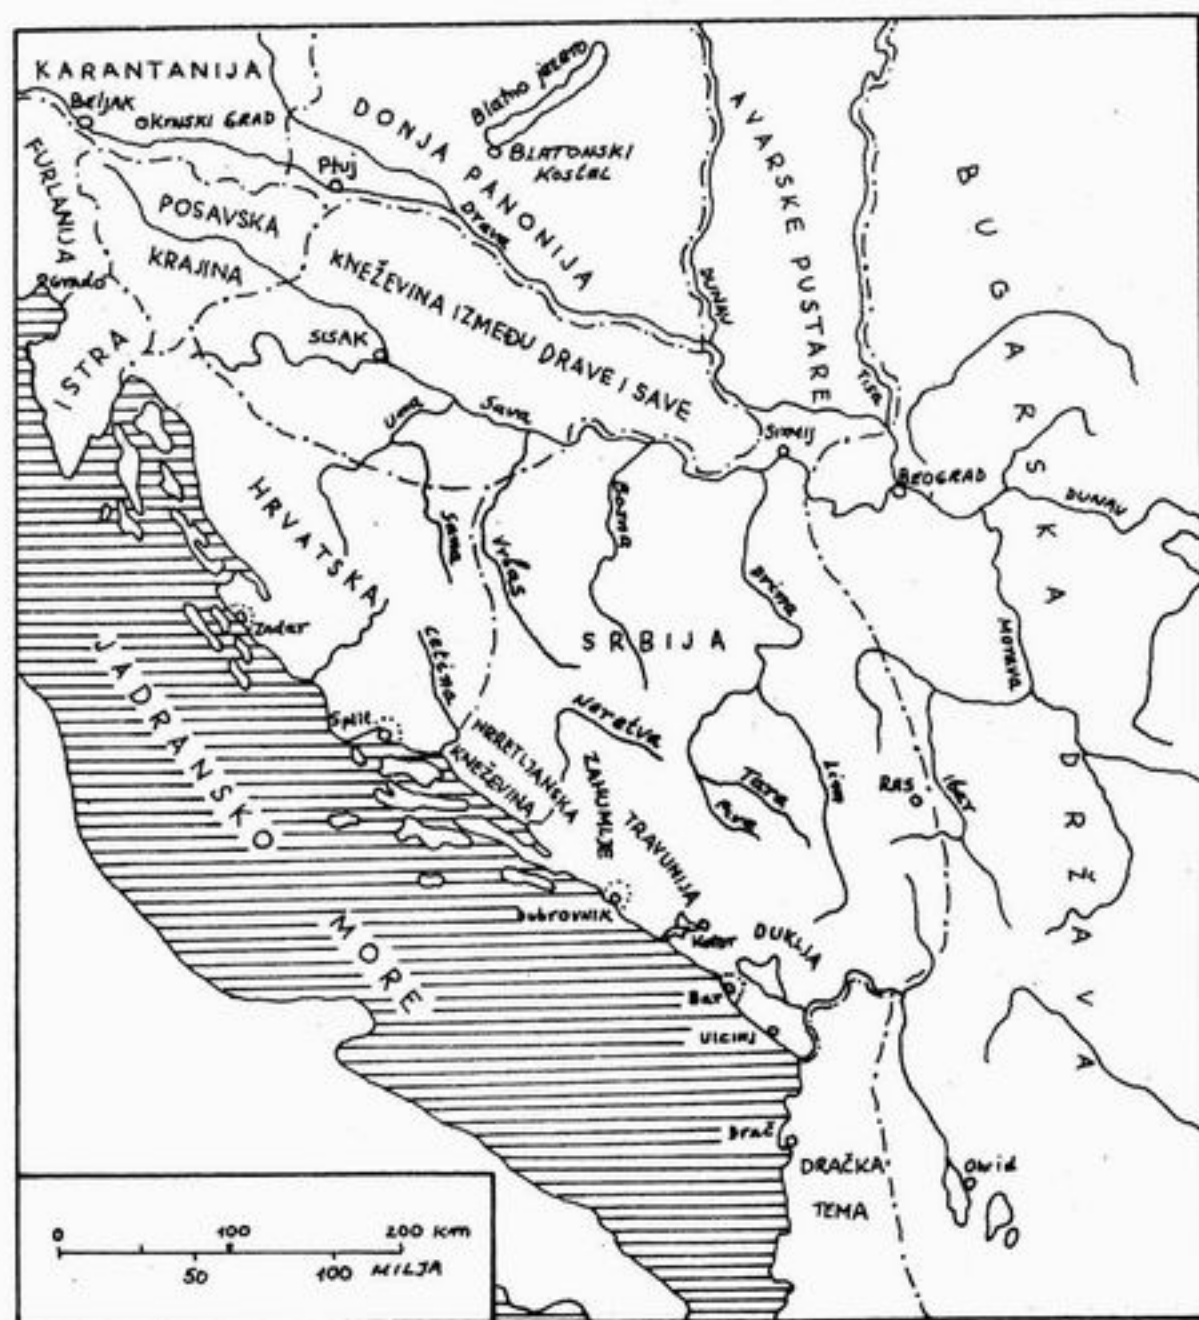 KARANTANIJA
Beljak
KRNSKI GRAD
FURLANIJA
Ptuj
DONJA PANONIJA
Blatno jezero
BLATONSKI
Kostel
AVARSKE PUSTARE
BUGARSKA DRŽAVA
POSAVSKA
KRAJINA
Drava
DUNAV
Tisa
Grado
ISTRA
SISAK
KNEŽEVINA IZMEĐU DRAVE I SAVE
Una
Sava
BEOGRAD
DUNAV
HRVATSKA
Sana
Vrbas
Bosna
Drina
Morava
Zadar
Cetina
SRBIJA
JADRANSKO MORE
Split
NERETLJANSKA
KNEŽEVINA
Neretva
ZAHUMLJE
TRAVUNIJA
Tara
Piva
Lim
RAS
Ibar
DUBROVNIK
Kotor
DUKLJA
Bar
Ulcinj
Drač
DRAČKA
TEMA
Ohrid
0 100 200 km
50 100 MILJA